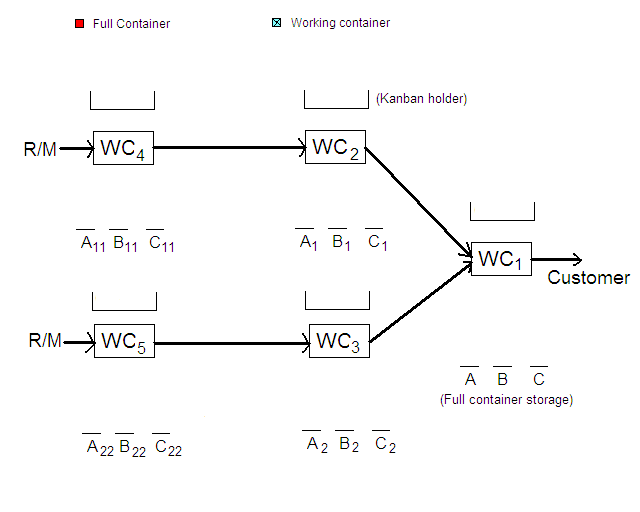 Full Container
Working container
(Kanban holder)
R/M
WC4
WC2
A11 B11 C11
A1 B1 C1
WC1
Customer
R/M
WC5
WC3
A B C
(Full container storage)
A22 B22 C22
A2 B2 C2